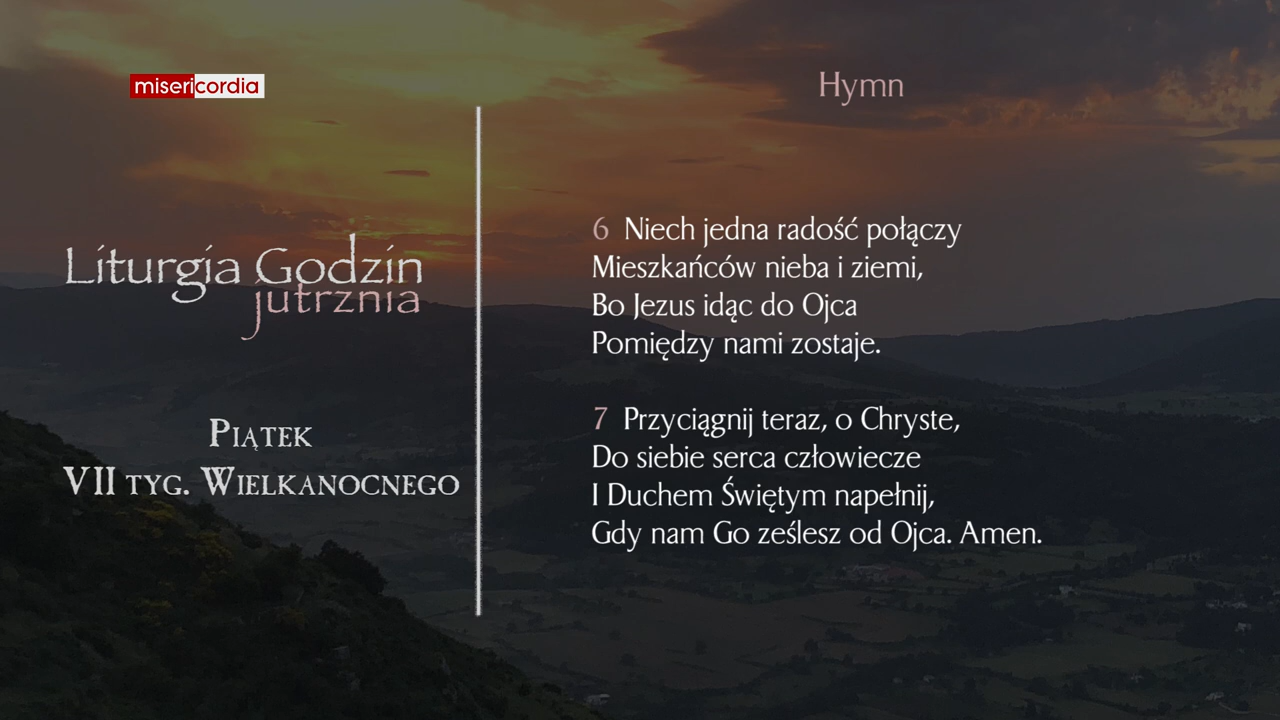 misericordia
Liturgia Godzin
jutrznia
Piątek
VII tyg. Wielkanocnego
Hymn
6 Niech jedna radość połączy
Mieszkańców nieba i ziemi,
Bo Jezus idąc do Ojca
Pomiędzy nami zostaje.
7 Przyciągnij teraz, o Chryste,
Do siebie serca człowiecze
I Duchem Świętym napełnij,
Gdy nam Go ześlesz od Ojca. Amen.